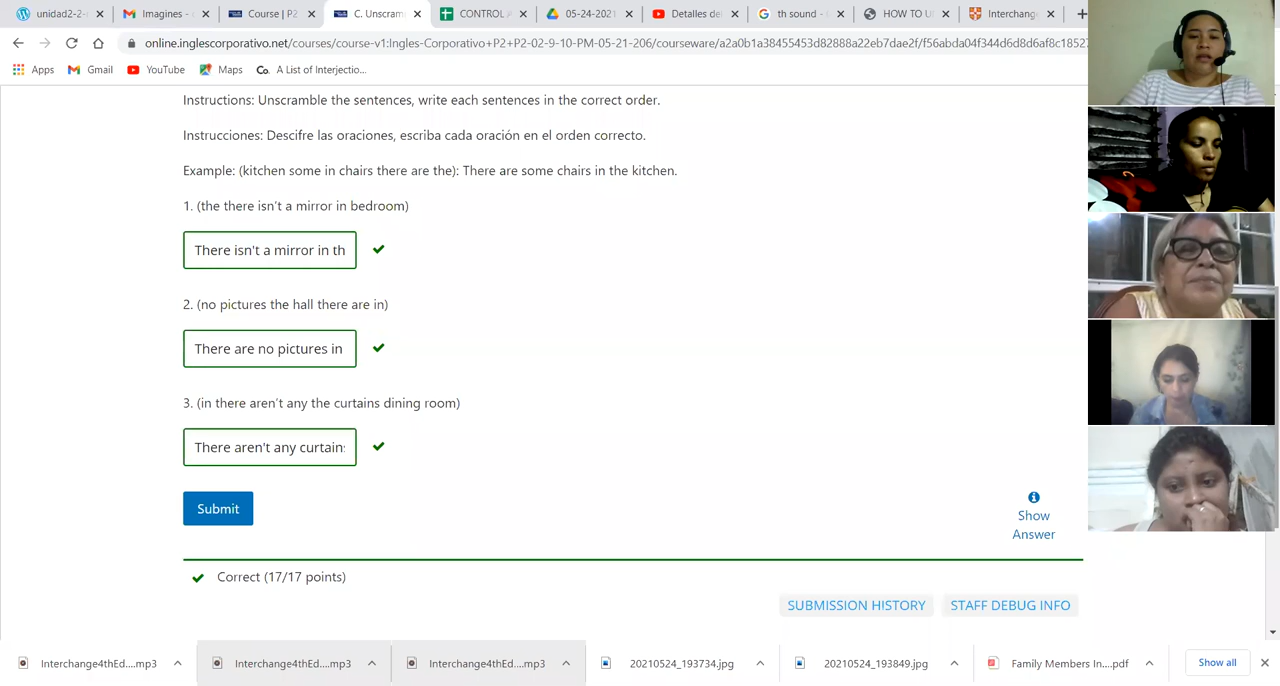 unidad2-2-
Imagines -
Course | P2
C. Unscram
CONTROL
05-24-2021
Detalles de
th sound -
HOW TO U
Interchang
online.inglescorporativo.net/courses/course-v1:Ingles-Corporativo+P2+P2-02-9-10-PM-05-21-206/courseware/a2a0b1a38455453d82888a22eb7dae2f/f56abda04f344d6d8d6af8c1852
Apps
Gmail
YouTube
Maps
Co. A List of Interjectio...
Instructions: Unscramble the sentences, write each sentences in the correct order.
Instrucciones: Descifre las oraciones, escriba cada oración en el orden correcto.
Example: (kitchen some in chairs there are the): There are some chairs in the kitchen.
1. (the there isn't a mirror in bedroom)
There isn't a mirror in th
2. (no pictures the hall there are in)
There are no pictures in
3. (in there aren't any the curtains dining room)
There aren't any curtain
Submit
Show
Answer
Correct (17/17 points)
SUBMISSION HISTORY
STAFF DEBUG INFO
Interchange4thEd....mp3
Interchange4thEd....mp3
Interchange4thEd....mp3
20210524_193734.jpg
20210524_193849.jpg
Family Members In....pdf
Show all